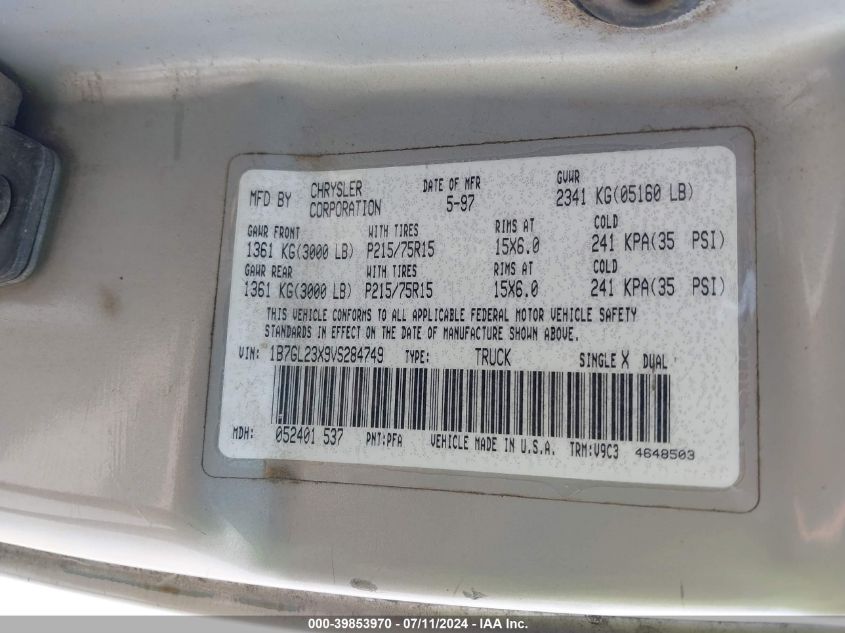 MFD BY CHRYSLER CORPORATION DATE OF MFR 5-97 GVWR 2341 KG(05160 LB)
GAWR FRONT WITH TIRES RIMS AT COLD
1361 KG(3000 LB) P215/75R15 15X6.0 241 KPA(35 PSI)
GAWR REAR WITH TIRES RIMS AT COLD
1361 KG(3000 LB) P215/75R15 15X6.0 241 KPA(35 PSI)
THIS VEHICLE CONFORMS TO ALL APPLICABLE FEDERAL MOTOR VEHICLE SAFETY
STANDARDS IN EFFECT ON THE DATE OF MANUFACTURE SHOWN ABOVE.
VIN: 1B7GL23X9VS284749 TYPE: TRUCK SINGLE X DUAL
MDH: 052401 537 PNT:PFA VEHICLE MADE IN U.S.A. TRM:V9C3 4648503
000-39853970 - 07/11/2024 - IAA Inc.